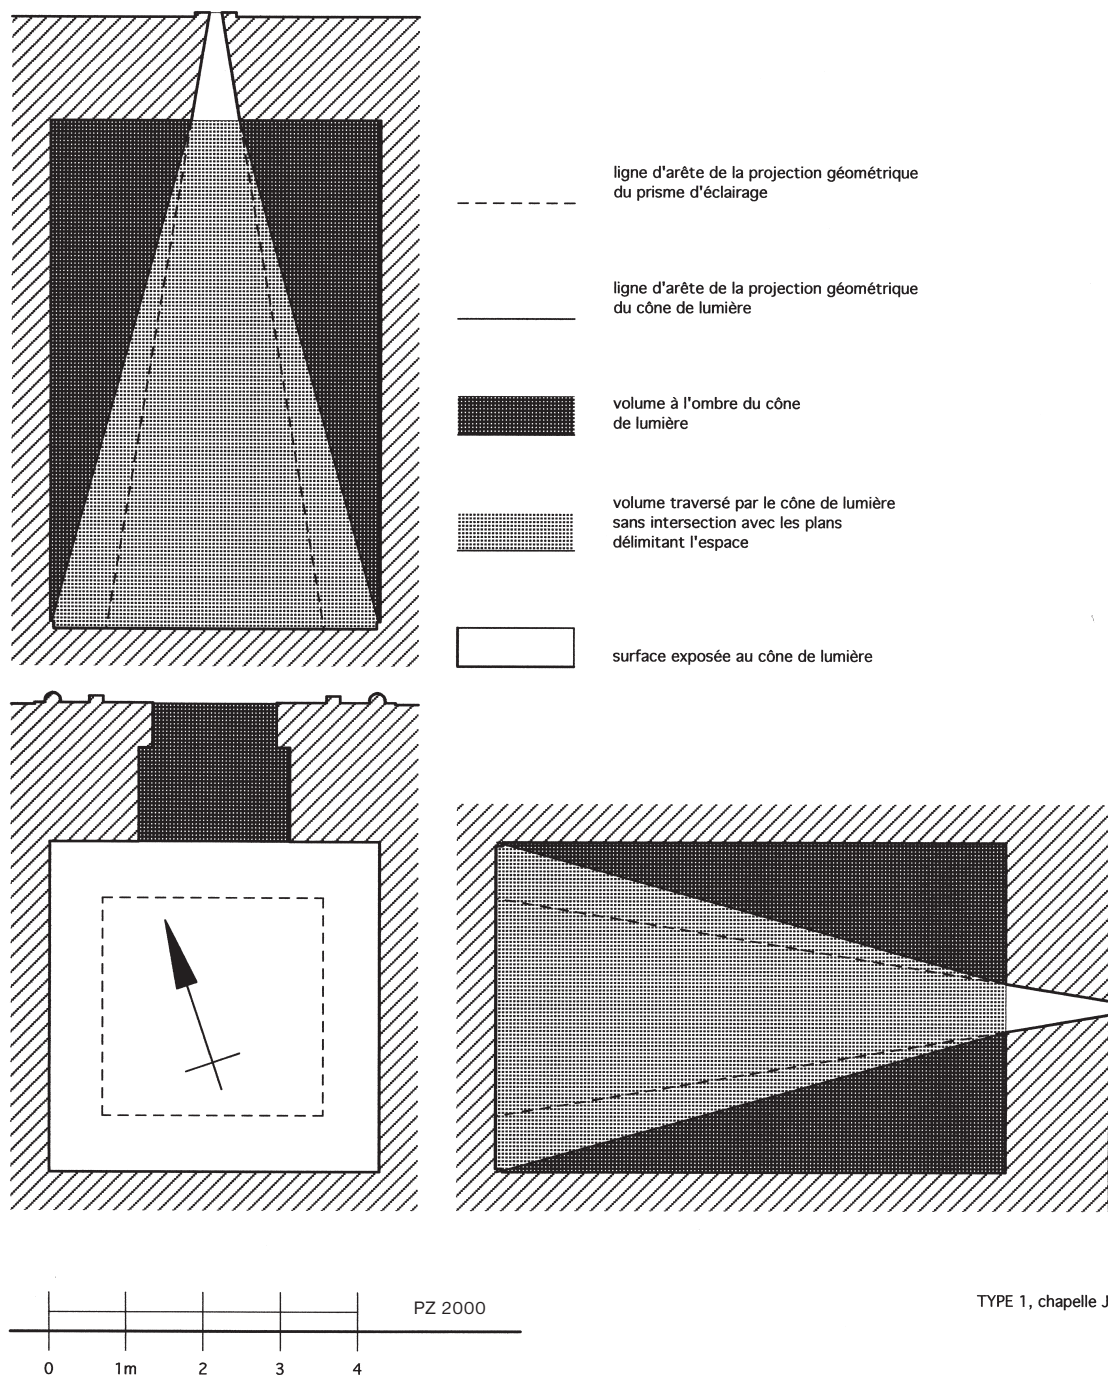 ligne d'arête de la projection géométrique
du prisme d'éclairage
ligne d'arête de la projection géométrique
du cône de lumière
volume à l'ombre du cône
de lumière
volume traversé par le cône de lumière
sans intersection avec les plans
délimitant l'espace
surface exposée au cône de lumière
PZ 2000
TYPE 1, chapelle J
0 1m 2 3 4